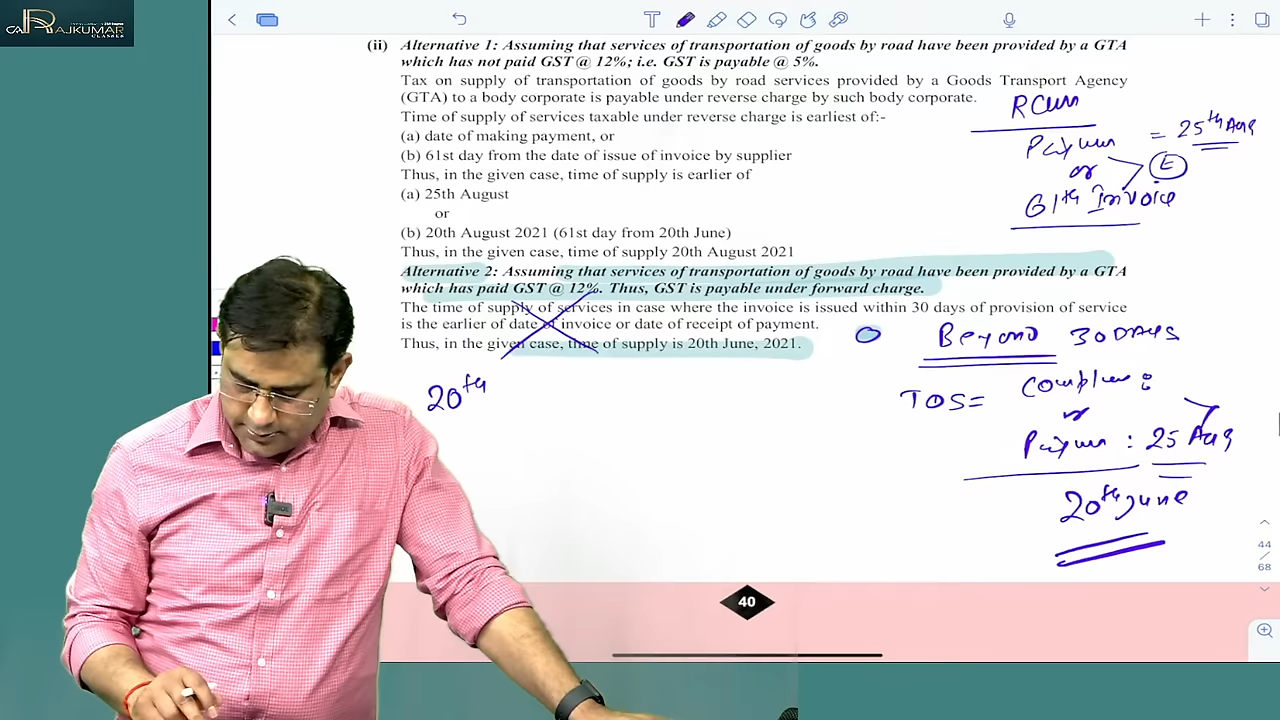 CA RAJKUMAR
CLASSES
(ii) Alternative 1: Assuming that services of transportation of goods by road have been provided by a GTA
which has not paid GST @ 12%; i.e. GST is payable @ 5%.
Tax on supply of transportation of goods by road services provided by a Goods Transport Agency
(GTA) to a body corporate is payable under reverse charge by such body corporate.
Time of supply of services taxable under reverse charge is earliest of:-
(a) date of making payment, or
(b) 61st day from the date of issue of invoice by supplier
Thus, in the given case, time of supply is earlier of
(a) 25th August
or
(b) 20th August 2021 (61st day from 20th June)
Thus, in the given case, time of supply 20th August 2021
RCM
= 25th Aug
or
E
61th Invoice
Alternative 2: Assuming that services of transportation of goods by road have been provided by a GTA
which has paid GST @ 12%. Thus, GST is payable under forward charge.
The time of supply of services in case where the invoice is issued within 30 days of provision of service
is the earlier of date of invoice or date of receipt of payment.
Thus, in the given case, time of supply is 20th June, 2021.
Beyond 30 DAYS
TOS=
or
: 25 Aug
20th June
20th
40
44
/
68